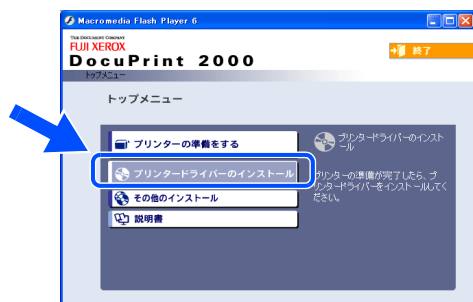 Macromedia Flash Player 6
THE DOCUMENT COMPANY
FUJI XEROX
DocuPrint 2000
終了
トップメニュー
トップメニュー
プリンターの準備をする
プリンタードライバーのインストール
その他のインストール
説明書
プリンタードライバーのインスト
ール
プリンターの準備が完了したら、プ
リンタードライバーをインストールしてく
ださい。